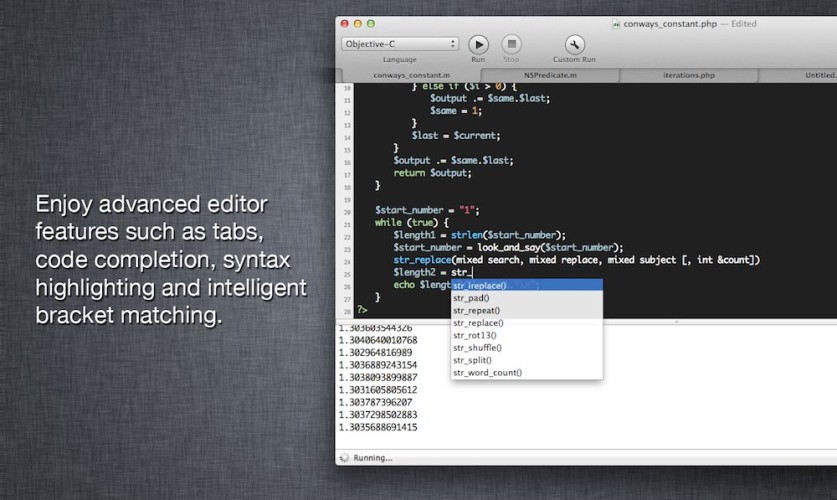 Enjoy advanced editor
features such as tabs,
code completion, syntax
highlighting and intelligent
bracket matching.
conways_constant.php — Edited
Objective-C
Language
Run
Stop
Custom Run
conways_constant.m
NSPredicate.m
iterations.php
Untitled.
10 } else if ($i > 0) {
11 $output .= $same.$last;
12 $same = 1;
13 }
14 $last = $current;
15 }
16 $output .= $same.$last;
17 return $output;
18 }
19
20 $start_number = "1";
21 while (true) {
22 $length1 = strlen($start_number);
23 $start_number = look_and_say($start_number);
24 str_replace(mixed search, mixed replace, mixed subject [, int &count])
25 $length2 = str_
26 echo $lengt
27 }
28 ?>
str_ireplace()
str_pad()
str_repeat()
str_replace()
str_rot13()
str_shuffle()
str_split()
str_word_count()
1.303603544326
1.3040640010768
1.302964816989
1.3036889243154
1.3038093899887
1.3031605805612
1.303787396207
1.3037298502883
1.3035688691415
Running...